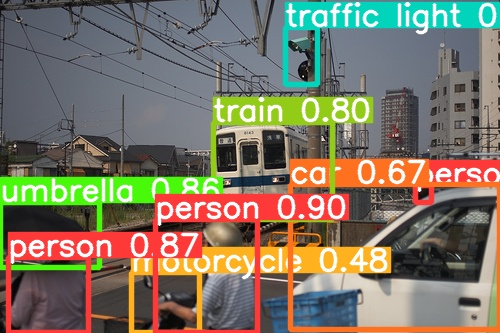 traffic light 0
train 0.80
car 0.67
perso
umbrella 0.86
person 0.90
person 0.87
motorcycle 0.48